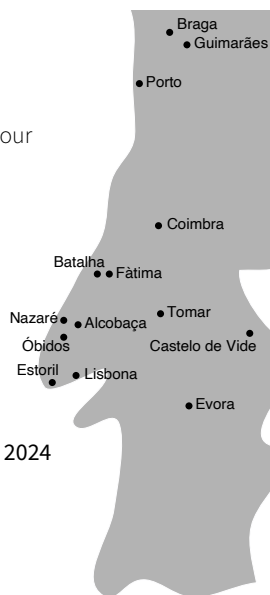 Braga
Guimarães
Porto
our
Coimbra
Batalha
Fàtima
Nazaré
Alcobaça
Tomar
Óbidos
Castelo de Vide
Estoril
Lisbona
Evora
2024